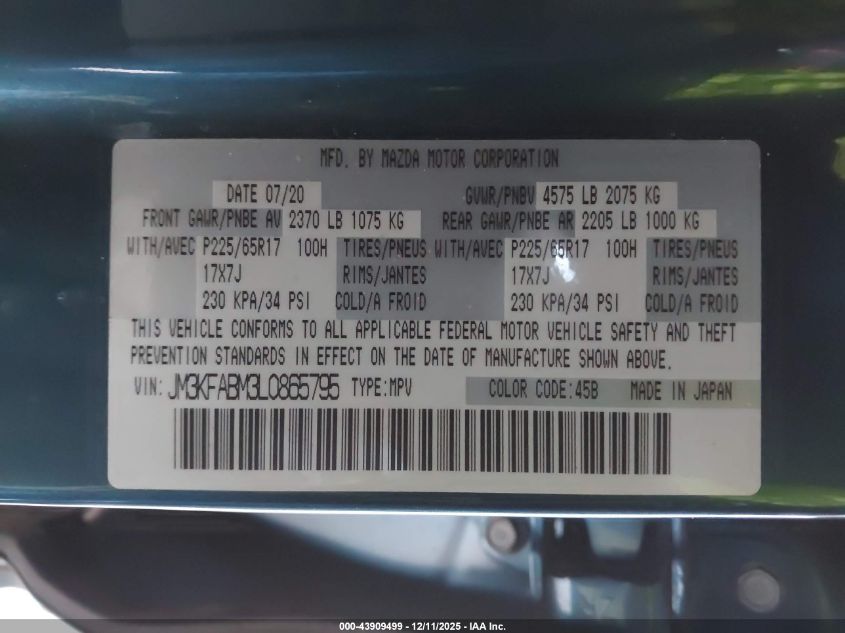 MFD. BY MAZDA MOTOR CORPORATION
DATE 07/20 GVWR/PNBV 4575 LB 2075 KG
FRONT GAWR/PNBE AV 2370 LB 1075 KG REAR GAWR/PNBE AR 2205 LB 1000 KG
WITH/AVEC P225/65R17 100H TIRES/PNEUS WITH/AVEC P225/65R17 100H TIRES/PNEUS
17X7J RIMS/JANTES 17X7J RIMS/JANTES
230 KPA/34 PSI COLD/A FROID 230 KPA/34 PSI COLD/A FROID
THIS VEHICLE CONFORMS TO ALL APPLICABLE FEDERAL MOTOR VEHICLE SAFETY AND THEFT
PREVENTION STANDARDS IN EFFECT ON THE DATE OF MANUFACTURE SHOWN ABOVE.
VIN: JM3KFABM3L0865795 TYPE:MPV COLOR CODE:45B MADE IN JAPAN
000-43909499 - 12/11/2025 - IAA Inc.